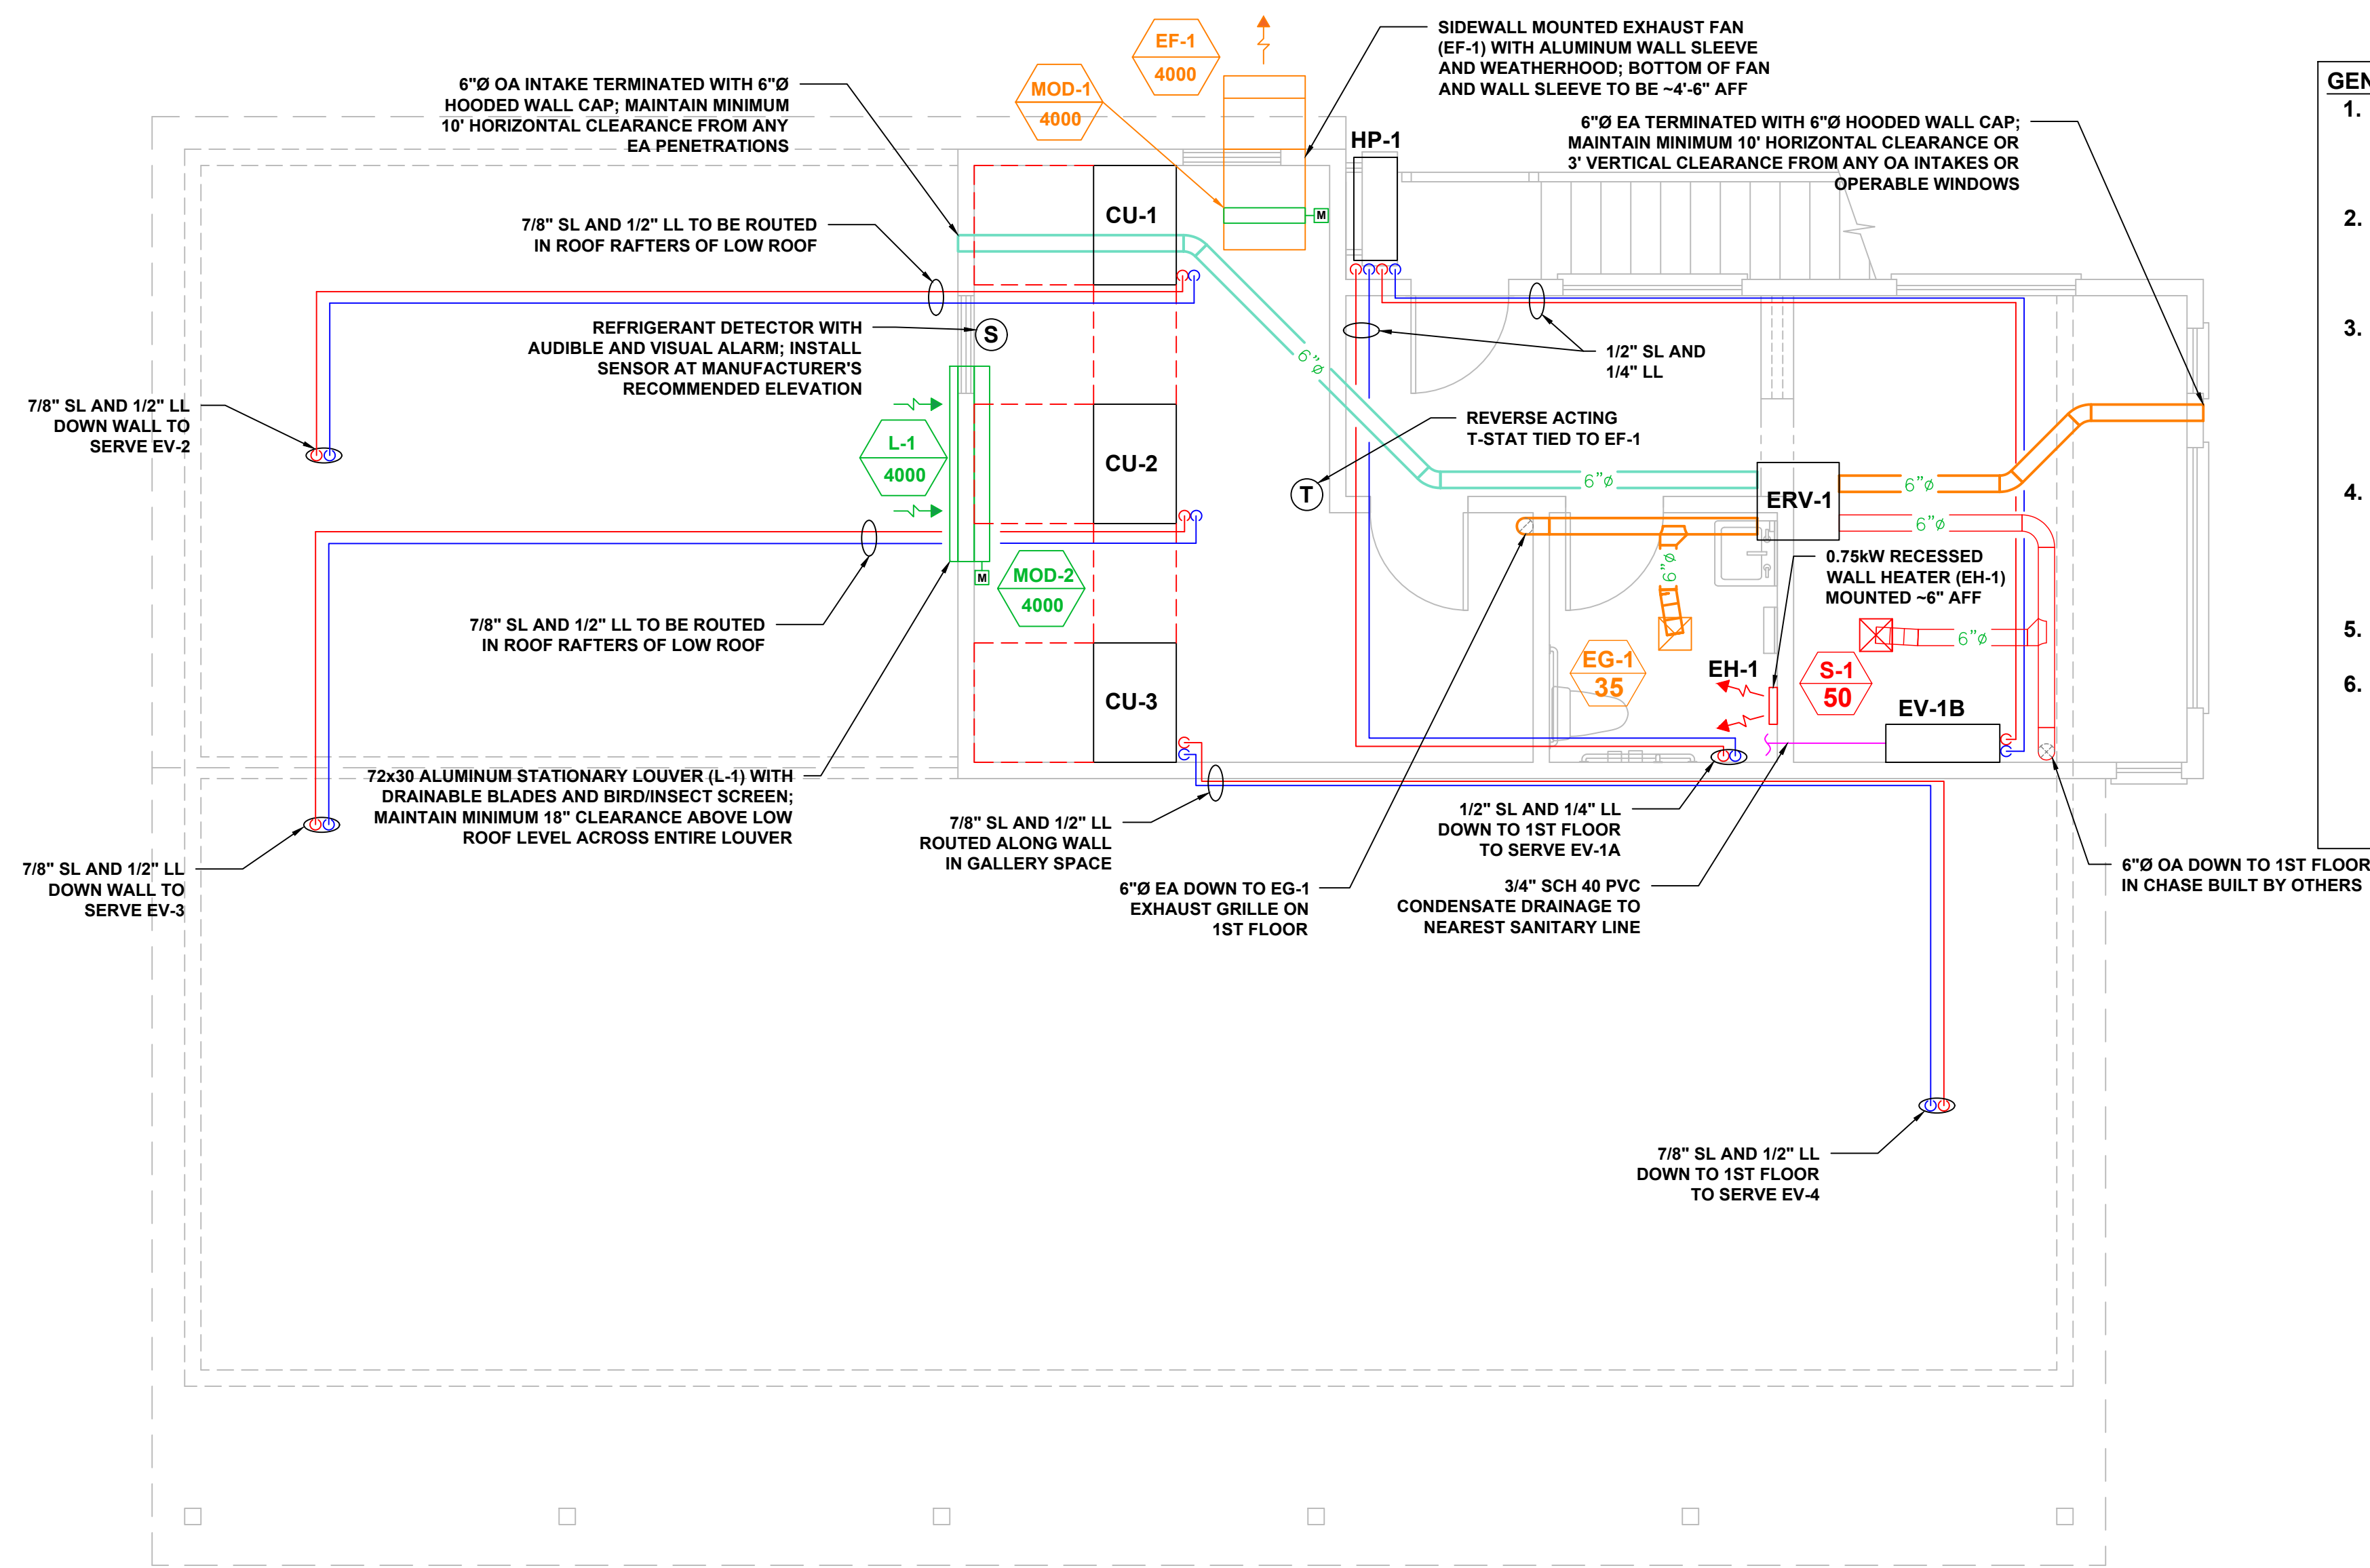 EF-1
4000
MOD-1
4000
SIDEWALL MOUNTED EXHAUST FAN
(EF-1) WITH ALUMINUM WALL SLEEVE
AND WEATHERHOOD; BOTTOM OF FAN
AND WALL SLEEVE TO BE ~4'-6" AFF
6"Ø OA INTAKE TERMINATED WITH 6"Ø
HOODED WALL CAP; MAINTAIN MINIMUM
10' HORIZONTAL CLEARANCE FROM ANY
EA PENETRATIONS
HP-1
6"Ø EA TERMINATED WITH 6"Ø HOODED WALL CAP;
MAINTAIN MINIMUM 10' HORIZONTAL CLEARANCE OR
3' VERTICAL CLEARANCE FROM ANY OA INTAKES OR
OPERABLE WINDOWS
GEN
1.
2.
3.
4.
5.
6.
CU-1
M
7/8" SL AND 1/2" LL TO BE ROUTED
IN ROOF RAFTERS OF LOW ROOF
REFRIGERANT DETECTOR WITH
AUDIBLE AND VISUAL ALARM; INSTALL
SENSOR AT MANUFACTURER'S
RECOMMENDED ELEVATION
S
6"ø
1/2" SL AND
1/4" LL
7/8" SL AND 1/2" LL
DOWN WALL TO
SERVE EV-2
L-1
4000
CU-2
REVERSE ACTING
T-STAT TIED TO EF-1
T
6"ø
ERV-1
6"ø
6"ø
M
MOD-2
4000
6"ø
0.75kW RECESSED
WALL HEATER (EH-1)
MOUNTED ~6" AFF
7/8" SL AND 1/2" LL TO BE ROUTED
IN ROOF RAFTERS OF LOW ROOF
6"ø
EG-1
35
EH-1
S-1
50
CU-3
EV-1B
72x30 ALUMINUM STATIONARY LOUVER (L-1) WITH
DRAINABLE BLADES AND BIRD/INSECT SCREEN;
MAINTAIN MINIMUM 18" CLEARANCE ABOVE LOW
ROOF LEVEL ACROSS ENTIRE LOUVER
7/8" SL AND 1/2" LL
DOWN WALL TO
SERVE EV-3
7/8" SL AND 1/2" LL
ROUTED ALONG WALL
IN GALLERY SPACE
1/2" SL AND 1/4" LL
DOWN TO 1ST FLOOR
TO SERVE EV-1A
6"Ø OA DOWN TO 1ST FLOOR
IN CHASE BUILT BY OTHERS
6"Ø EA DOWN TO EG-1
EXHAUST GRILLE ON
1ST FLOOR
3/4" SCH 40 PVC
CONDENSATE DRAINAGE TO
NEAREST SANITARY LINE
7/8" SL AND 1/2" LL
DOWN TO 1ST FLOOR
TO SERVE EV-4